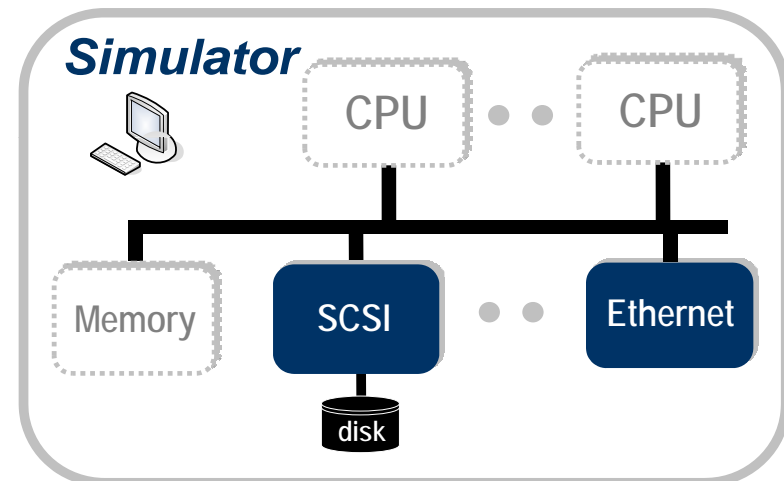 Simulator
CPU
CPU
Memory
SCSI
Ethernet
disk